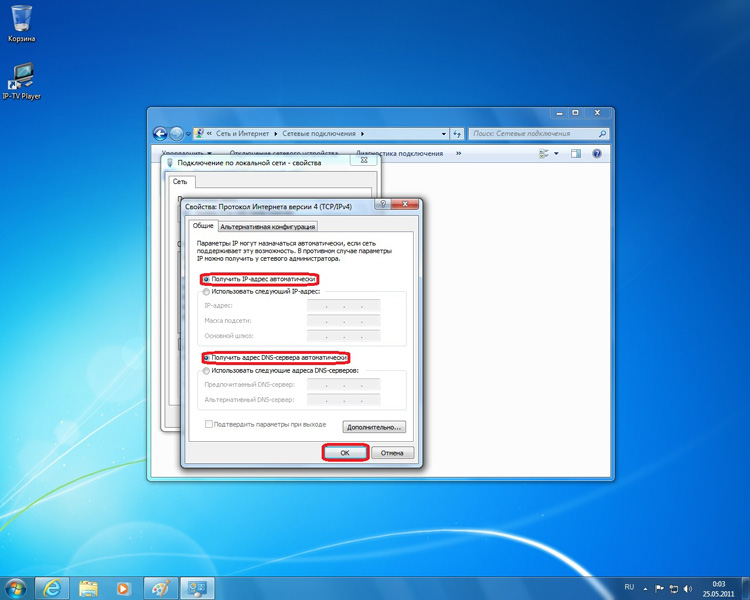 Корзина
IP-TV Player
Сеть и Интернет
Сетевые подключения
Поиск: Сетевые подключения
Упорядочить
Отключение сетевого устройства
Диагностика подключения
»
Подключение по локальной сети - свойства
Сеть
Свойства: Протокол Интернета версии 4 (TCP/IPv4)
Общие
Альтернативная конфигурация
Параметры IP могут назначаться автоматически, если сеть
поддерживает эту возможность. В противном случае параметры
IP можно получить у сетевого администратора.
Получить IP-адрес автоматически
Использовать следующий IP-адрес:
IP-адрес:
Маска подсети:
Основной шлюз:
Получить адрес DNS-сервера автоматически
Использовать следующие адреса DNS-серверов:
Предпочитаемый DNS-сервер:
Альтернативный DNS-сервер:
Подтвердить параметры при выходе
Дополнительно...
ОК
Отмена
RU
0:03
25.05.2011